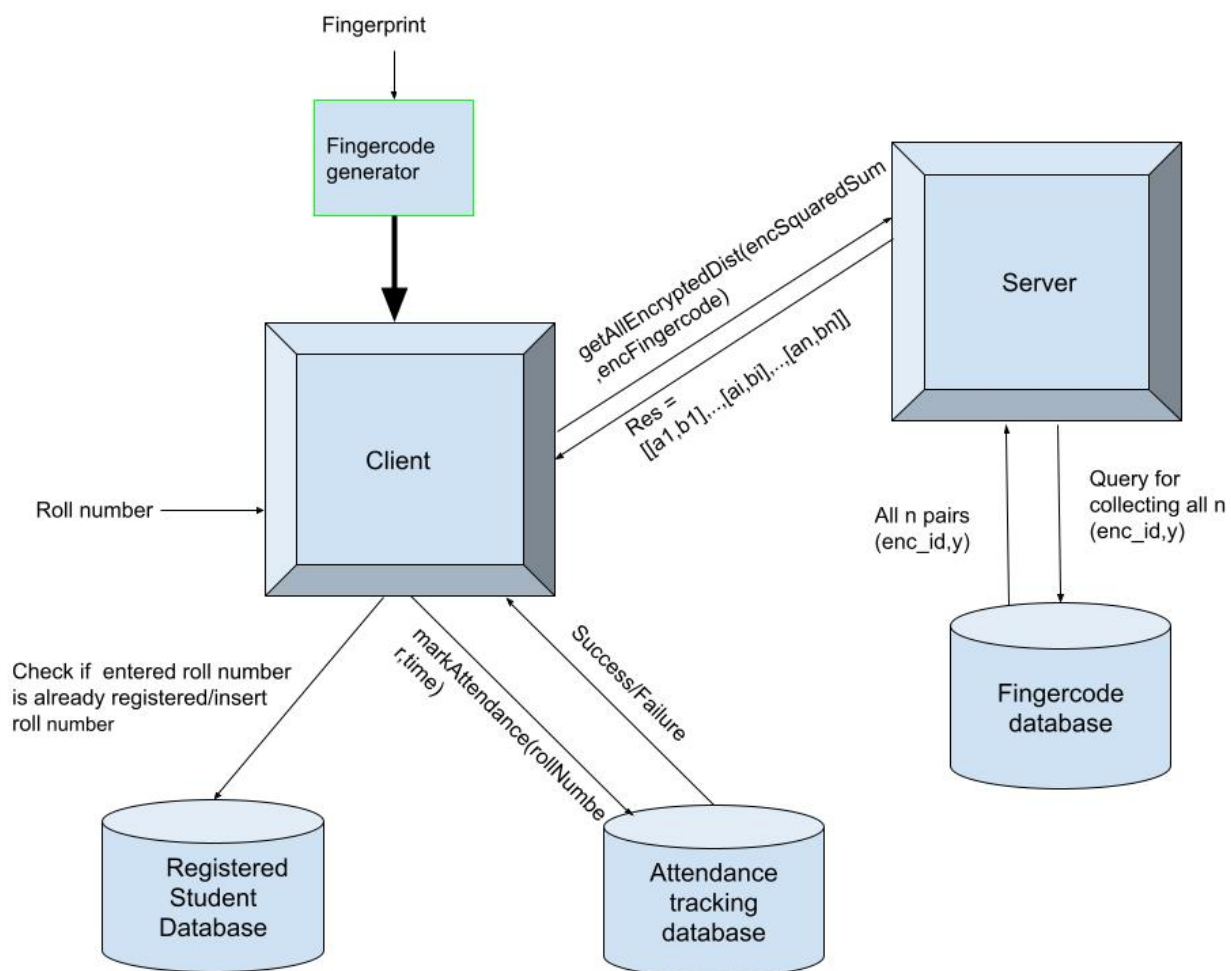 Fingerprint
Fingercode
generator
getAllEncryptedDist(encSquaredSum
,encFingercode)
Res =
[[a1,b1],..,[ai,bi],...,[an,bn]]
Server
Client
Roll number
All n pairs
(enc_id,y)
Query for
collecting all n
(enc_id,y)
Check if  entered roll number
is already registered/insert
roll number
markAttendance(rollNumbe
r,time)
Success/Failure
Fingercode
database
Registered
Student
Database
Attendance
tracking
database